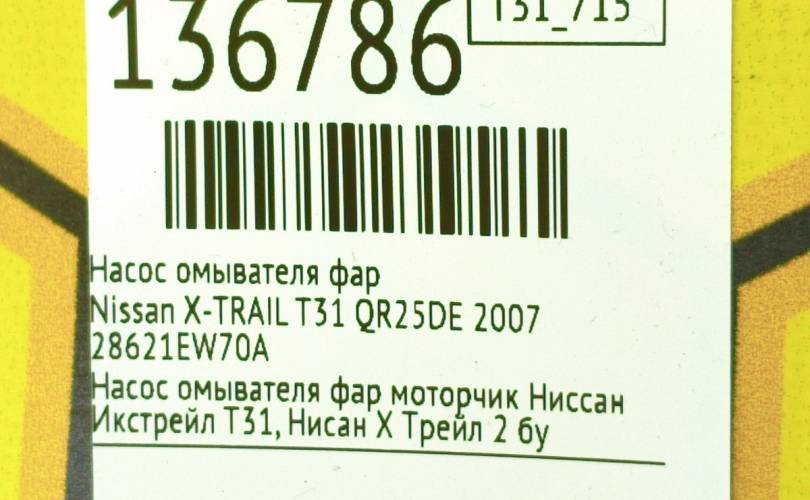 T31_715
136786
Насос омывателя фар
Nissan X-TRAIL T31 QR25DE 2007
28621EW70A
Насос омывателя фар моторчик Ниссан
Икстрейл Т31, Нисан Х Трейл 2 бу